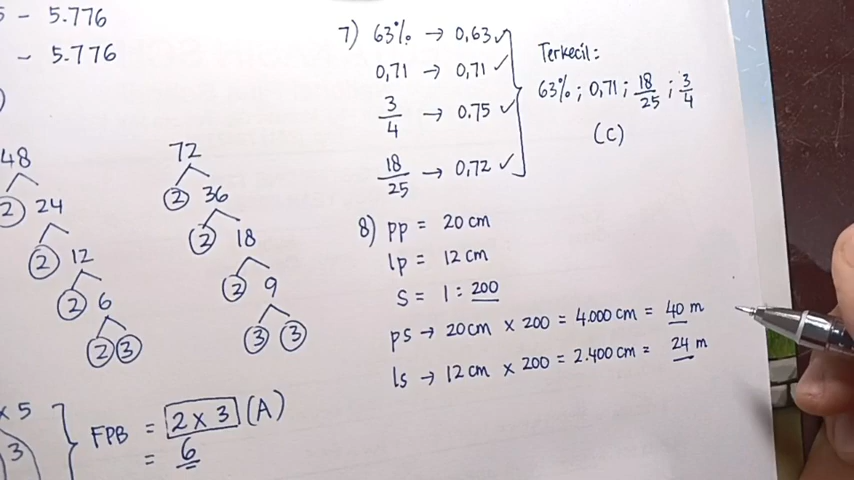 - 5.776
- 5.776
48
2 24
2 12
2 6
2 3
72
2 36
2 18
2 9
3 3
x 5
3
FPB = 2 x 3 (A)
= 6
7) 63% → 0,63 ✓
0,71 → 0,71 ✓
3/4 → 0.75 ✓
18/25 → 0,72 ✓
Terkecil:
63% ; 0,71 ; 18/25 ; 3/4
(C)
8) pp = 20 cm
lp = 12 cm
S = 1 : 200
ps → 20 cm x 200 = 4.000 cm = 40 m
ls → 12 cm x 200 = 2.400 cm = 24 m